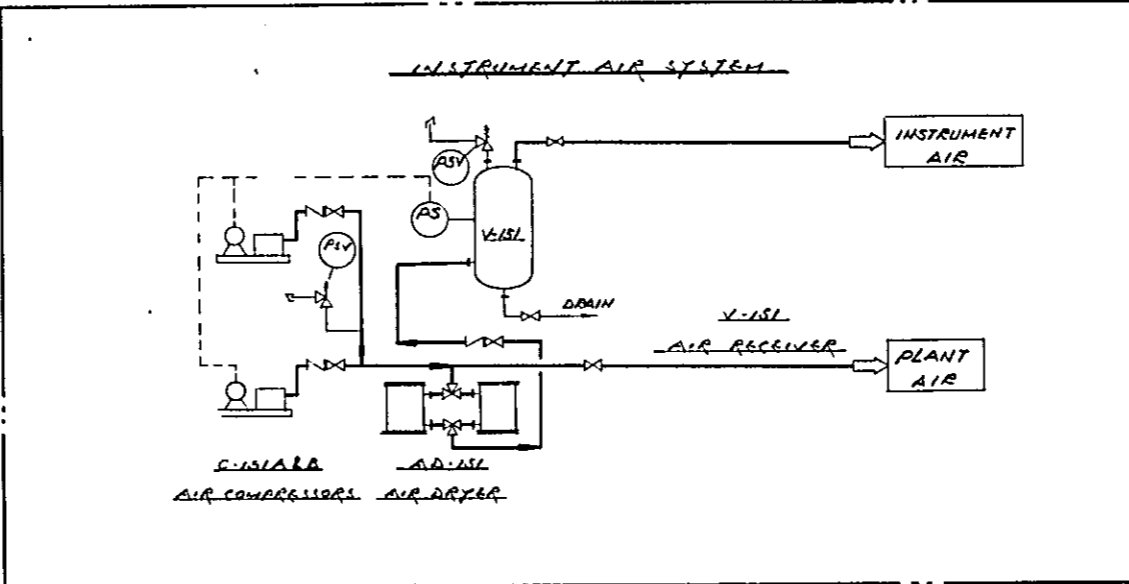 INSTRUMENT AIR SYSTEM
INSTRUMENT
AIR
PSV
PS
V-151
PSV
DRAIN
V-151
AIR RECEIVER
PLANT
AIR
C-151A&B
AIR COMPRESSORS
AD-151
AIR DRYER